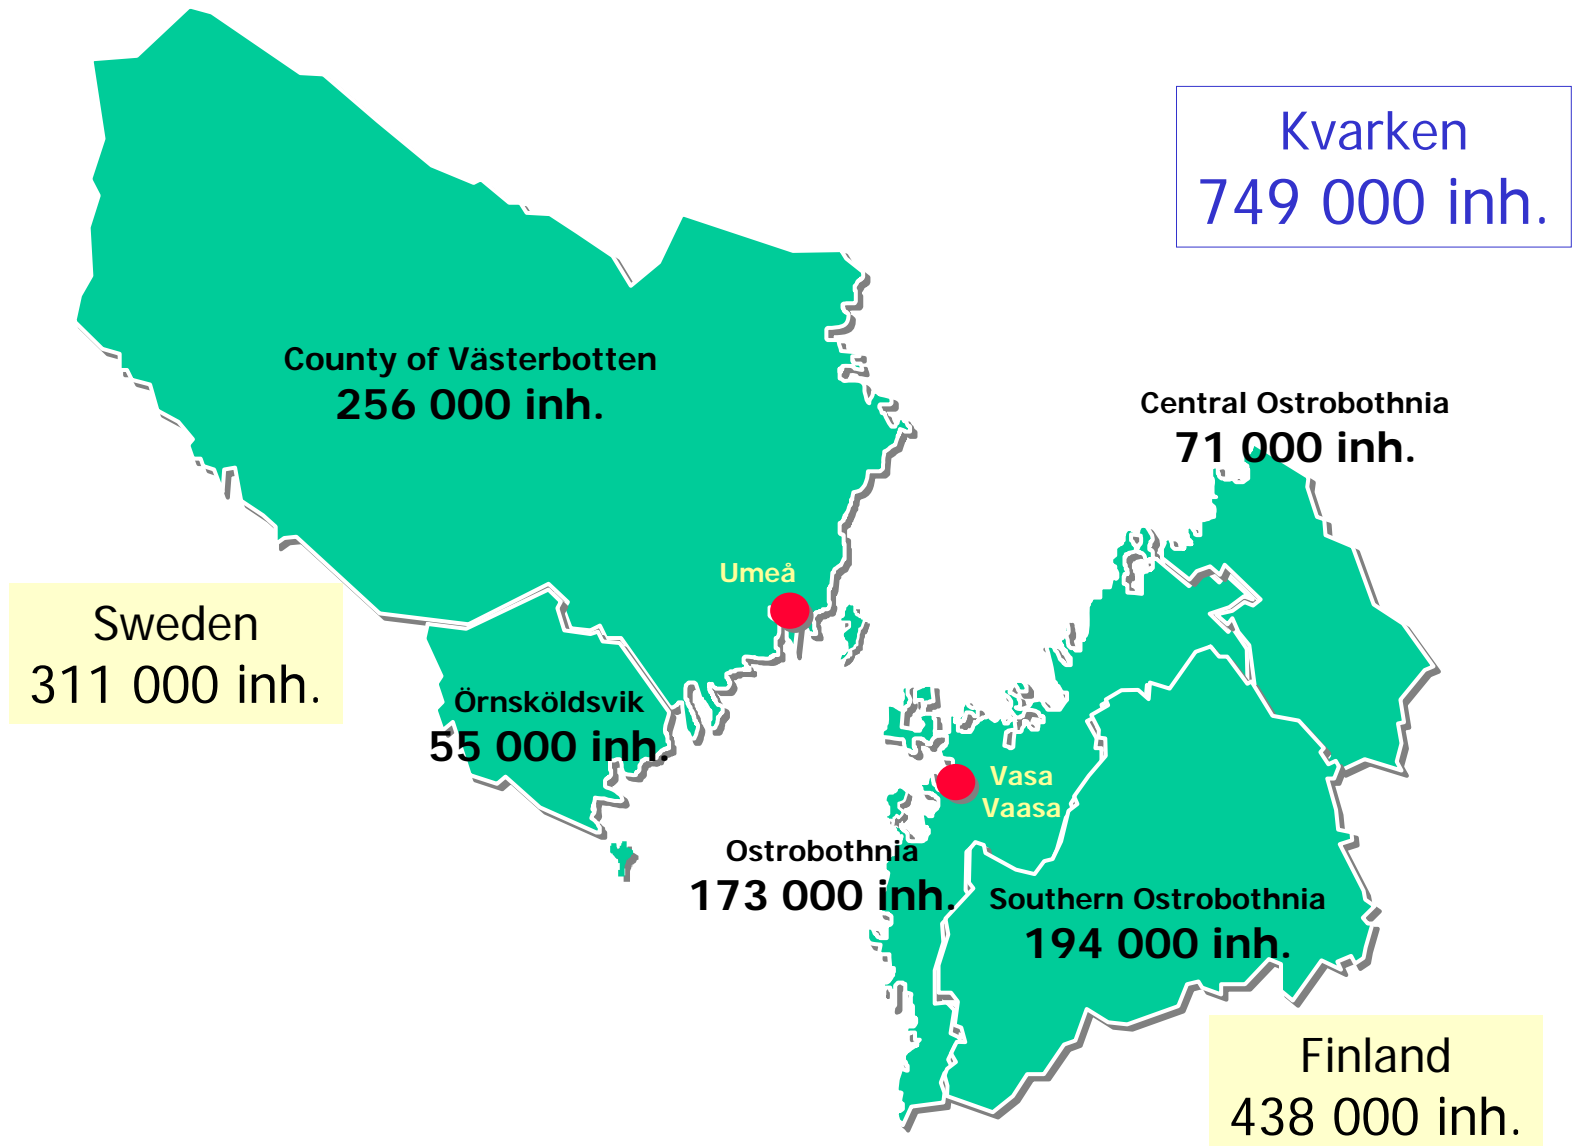 Kvarken
749 000 inh.
County of Västerbotten
256 000 inh.
Central Ostrobothnia
71 000 inh.
Umeå
Sweden
311 000 inh.
Örnsköldsvik
55 000 inh.
Vasa
Vaasa
Ostrobothnia
173 000 inh.
Southern Ostrobothnia
194 000 inh.
Finland
438 000 inh.